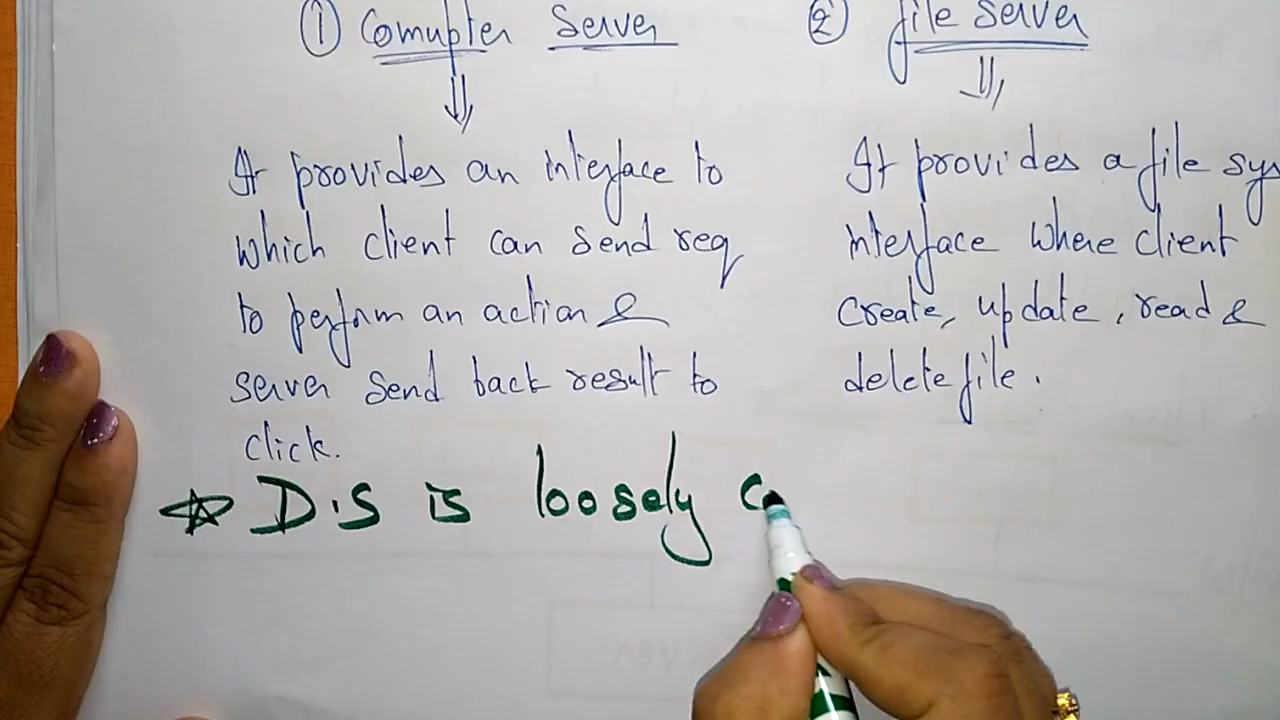 ① Comupter Server
② file server
It provides an interface to
which client can send req
to perform an action &
server send back result to
click.
It provides a file sys
interface where client
create, update, read &
delete file.
☆ D.S is loosely c